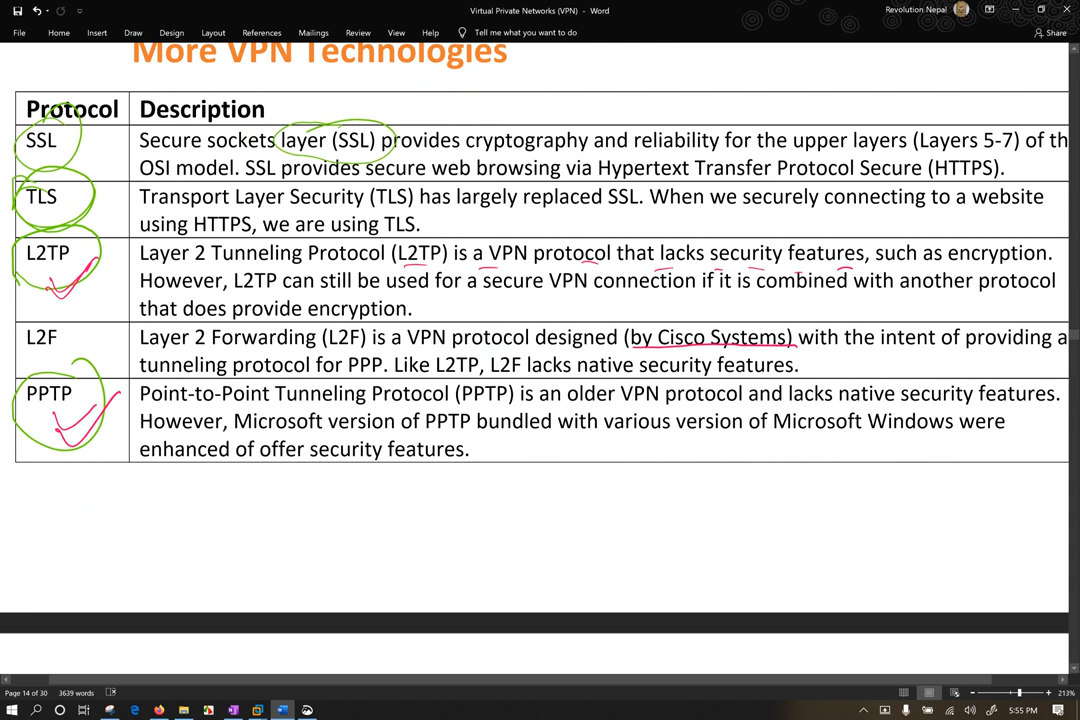 Virtual Private Networks (VPN) - Word
Revolution Nepal
File Home Insert Draw Design Layout References Mailings Review View Help Tell me what you want to do Share
More VPN Technologies
Protocol Description
SSL Secure sockets layer (SSL) provides cryptography and reliability for the upper layers (Layers 5-7) of th
OSI model. SSL provides secure web browsing via Hypertext Transfer Protocol Secure (HTTPS).
TLS Transport Layer Security (TLS) has largely replaced SSL. When we securely connecting to a website
using HTTPS, we are using TLS.
L2TP Layer 2 Tunneling Protocol (L2TP) is a VPN protocol that lacks security features, such as encryption.
However, L2TP can still be used for a secure VPN connection if it is combined with another protocol
that does provide encryption.
L2F Layer 2 Forwarding (L2F) is a VPN protocol designed (by Cisco Systems) with the intent of providing a
tunneling protocol for PPP. Like L2TP, L2F lacks native security features.
PPTP Point-to-Point Tunneling Protocol (PPTP) is an older VPN protocol and lacks native security features.
However, Microsoft version of PPTP bundled with various version of Microsoft Windows were
enhanced of offer security features.
Page 14 of 30 3639 words 213%
5:55 PM